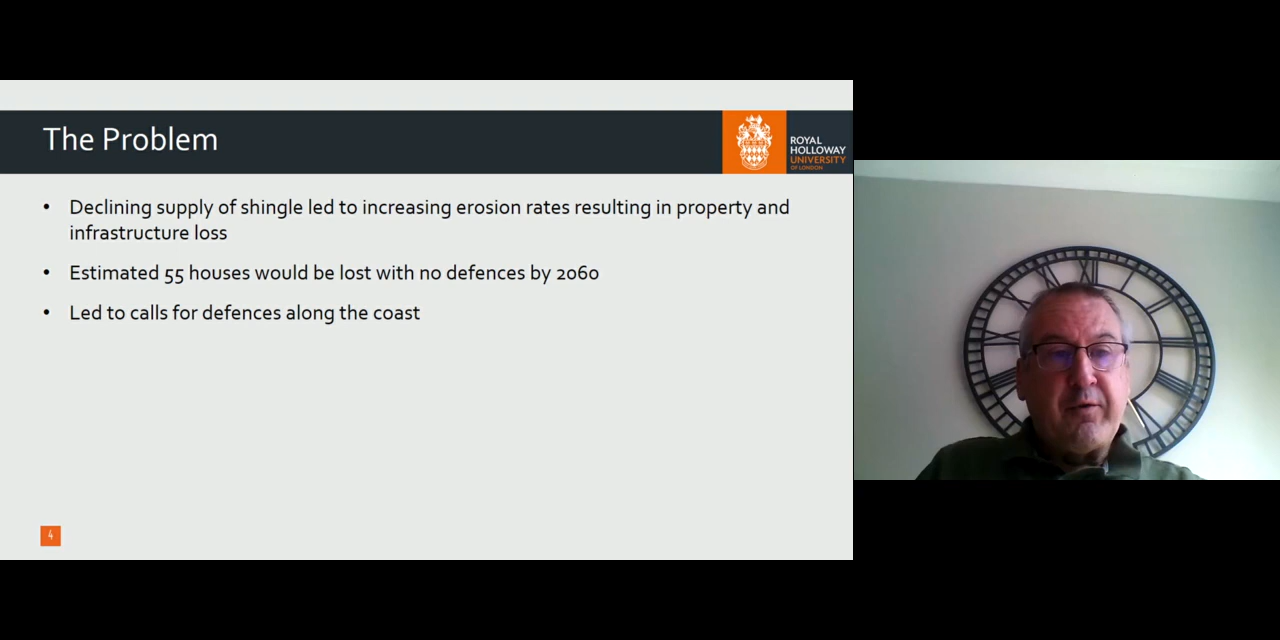 The Problem
ROYAL
HOLLOWAY
UNIVERSITY
OF LONDON
• Declining supply of shingle led to increasing erosion rates resulting in property and
infrastructure loss
• Estimated 55 houses would be lost with no defences by 2060
• Led to calls for defences along the coast
4